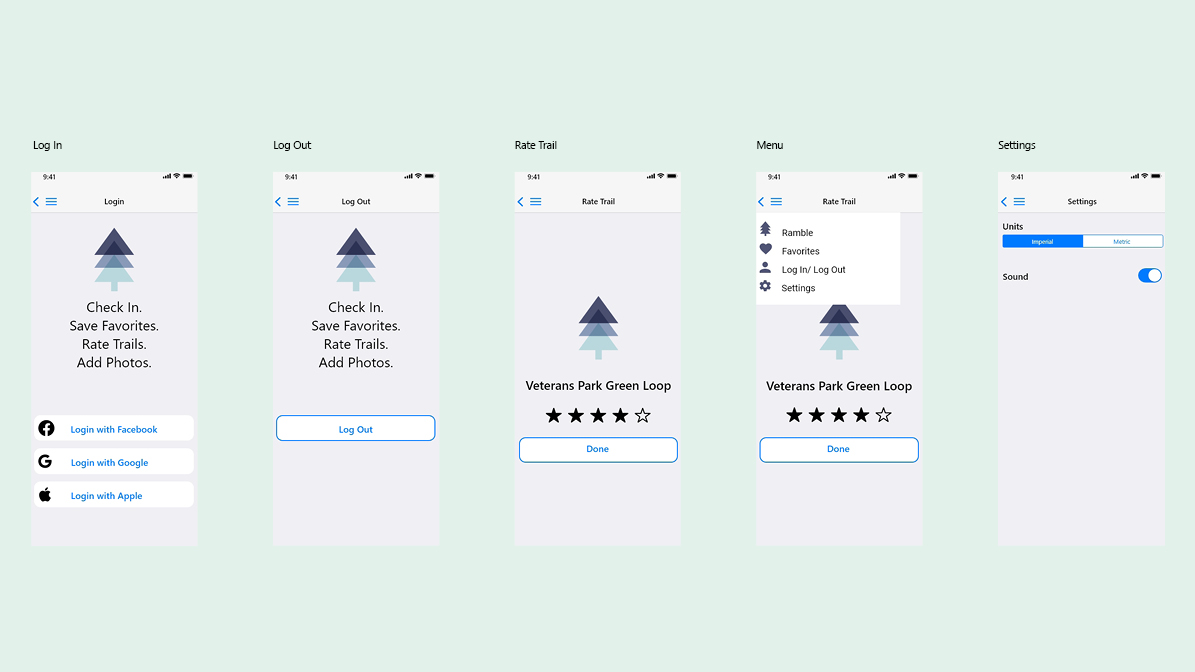 Log In
9:41
Login
Check In.
Save Favorites.
Rate Trails.
Add Photos.
Login with Facebook
Login with Google
Login with Apple
Log Out
9:41
Log Out
Check In.
Save Favorites.
Rate Trails.
Add Photos.
Log Out
Rate Trail
9:41
Rate Trail
Veterans Park Green Loop
Done
Menu
9:41
Rate Trail
Ramble
Favorites
Log In/ Log Out
Settings
Veterans Park Green Loop
Done
Settings
9:41
Settings
Units
Imperial Metric
Sound